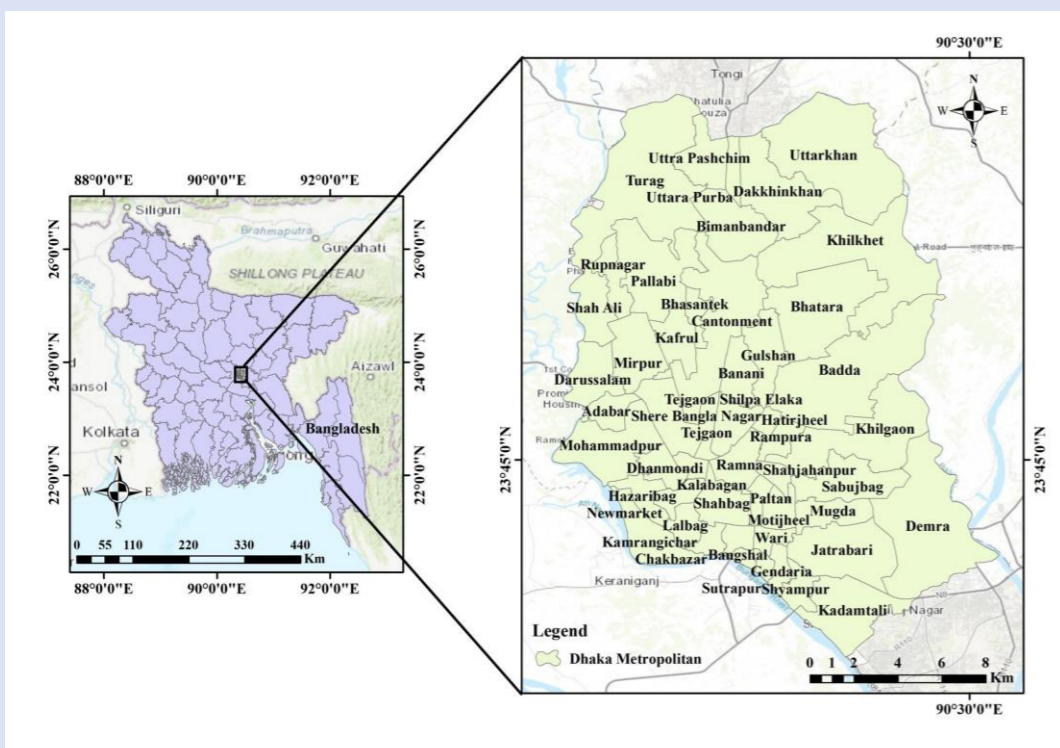 88°0'0"E 90°0'0"E 92°0'0"E
26°0'0"N
24°0'0"N
22°0'0"N
Siliguri
Brahmaputra
Guwahati
SHILLONG PLATEAU
26°0'0"N
24°0'0"N
22°0'0"N
Aizawl
ansol
Kolkata
Bangladesh
ong
N
W E
S
0 55 110 220 330 440
Km
88°0'0"E 90°0'0"E 92°0'0"E
90°30'0"E
Tongi
N
W E
S
Uttra Pashchim
Uttarkhan
Turag
Uttara Purba
Dakkhinkhan
Bimanbandar
Khilkhet
Rupnagar
Pallabi
Shah Ali
Bhasantek
Bhatara
Cantonment
Kafrul
Gulshan
Mirpur
Banani
Badda
Darussalam
Tejgaon Shilpa Elaka
Adabar
Shere Bangla Nagar
Hatirjheel
Khilgaon
Tejgaon
Rampura
Mohammadpur
23°45'0"N
23°45'0"N
Dhanmondi
Ramna
Shahjahanpur
Kalabagan
Sabujbag
Hazaribag
Shahbag
Paltan
Newmarket
Mugda
Motijheel
Lalbag
Demra
Wari
Kamrangichar
Jatrabari
Chakbazar
Bangshal
Gendaria
Keraniganj
Sutrapur
Shyampur
Kadamtali
Nagar
Legend
Dhaka Metropolitan
0 1 2 4 6 8
Km
90°30'0"E